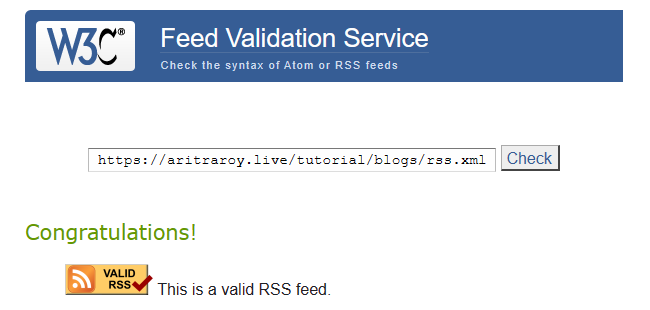 W3C®
Feed Validation Service
Check the syntax of Atom or RSS feeds
https://aritraroy.live/tutorial/blogs/rss.xml
Check
Congratulations!
VALID
RSS
This is a valid RSS feed.